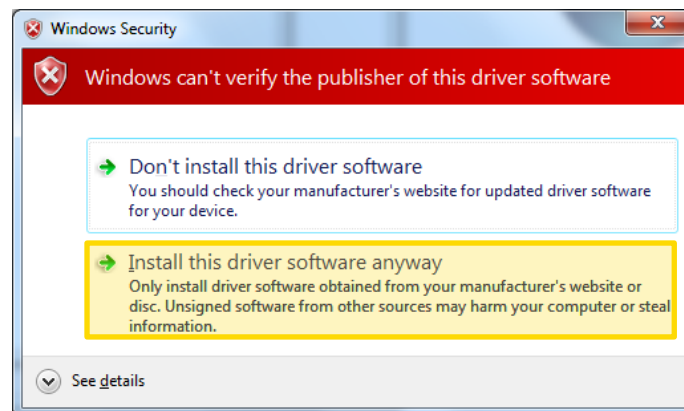 Windows Security
Windows can't verify the publisher of this driver software
Don't install this driver software
You should check your manufacturer's website for updated driver software
for your device.
Install this driver software anyway
Only install driver software obtained from your manufacturer's website or
disc. Unsigned software from other sources may harm your computer or steal
information.
See details